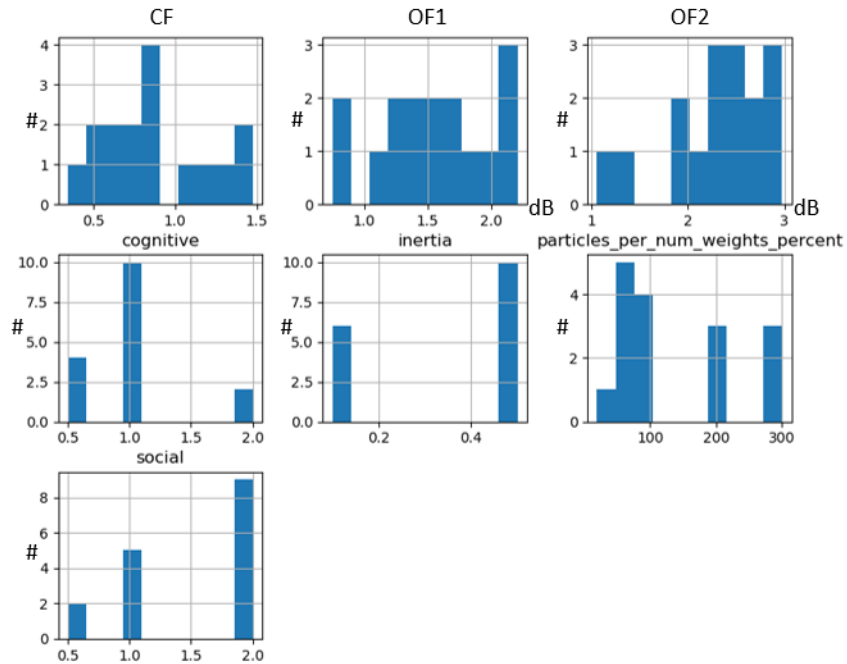 CF OF1 OF2
4 3 3
3 2 2
# 2 # #
1 1 1
0 0 0
0.5 1.0 1.5 1.0 1.5 2.0 dB 1 2 3 dB
cognitive inertia particles_per_num_weights_percent
10.0 10.0
7.5 7.5 4
# # #
5.0 5.0
2.5 2.5 2
0.0 0.0 0
0.5 1.0 2.0 0.2 0.4 100 200 300
social
8
6
# 4
2
0
0.5 1.0 1.5 2.0